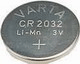 VARTA
CR 2032
Li-Mn 3V
+